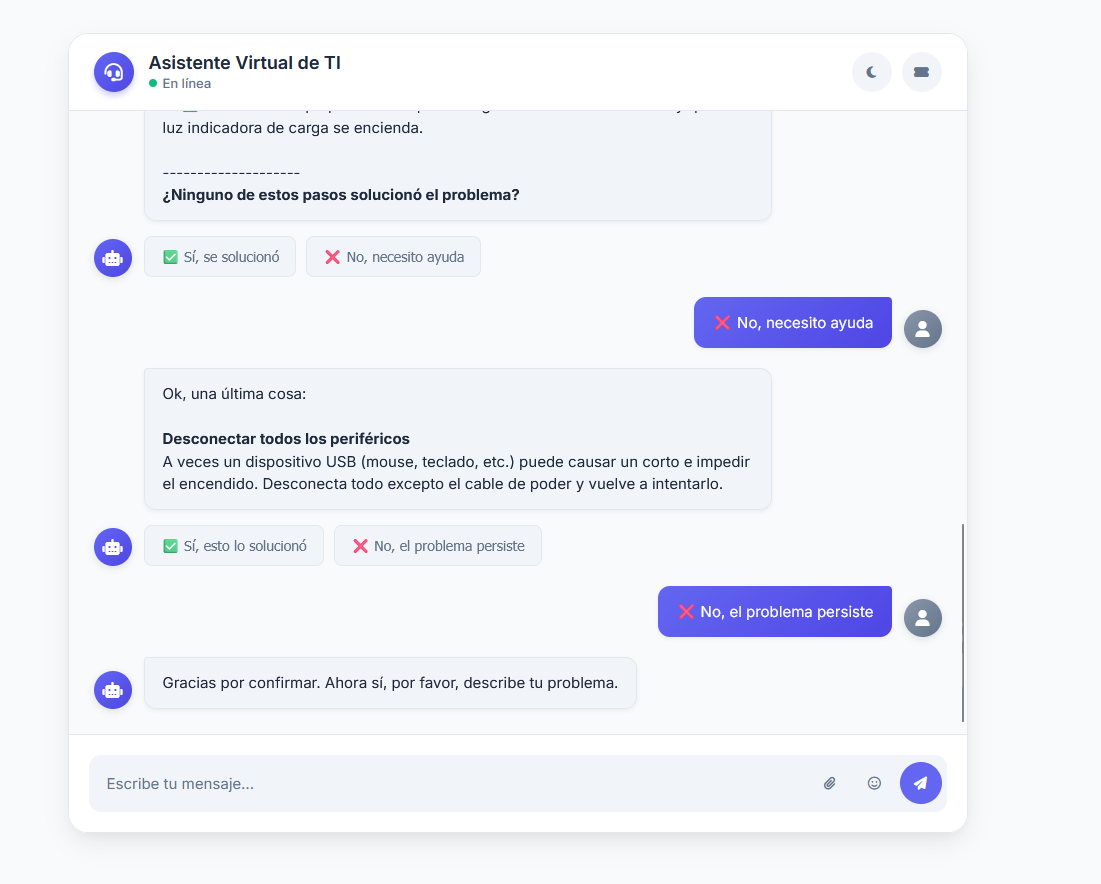 Asistente Virtual de TI
En línea
luz indicadora de carga se encienda.
--------------------
¿Ninguno de estos pasos solucionó el problema?
✅ Sí, se solucionó
❌ No, necesito ayuda
❌ No, necesito ayuda
Ok, una última cosa:
Desconectar todos los periféricos
A veces un dispositivo USB (mouse, teclado, etc.) puede causar un corto e impedir
el encendido. Desconecta todo excepto el cable de poder y vuelve a intentarlo.
✅ Sí, esto lo solucionó
❌ No, el problema persiste
❌ No, el problema persiste
Gracias por confirmar. Ahora sí, por favor, describe tu problema.
Escribe tu mensaje...